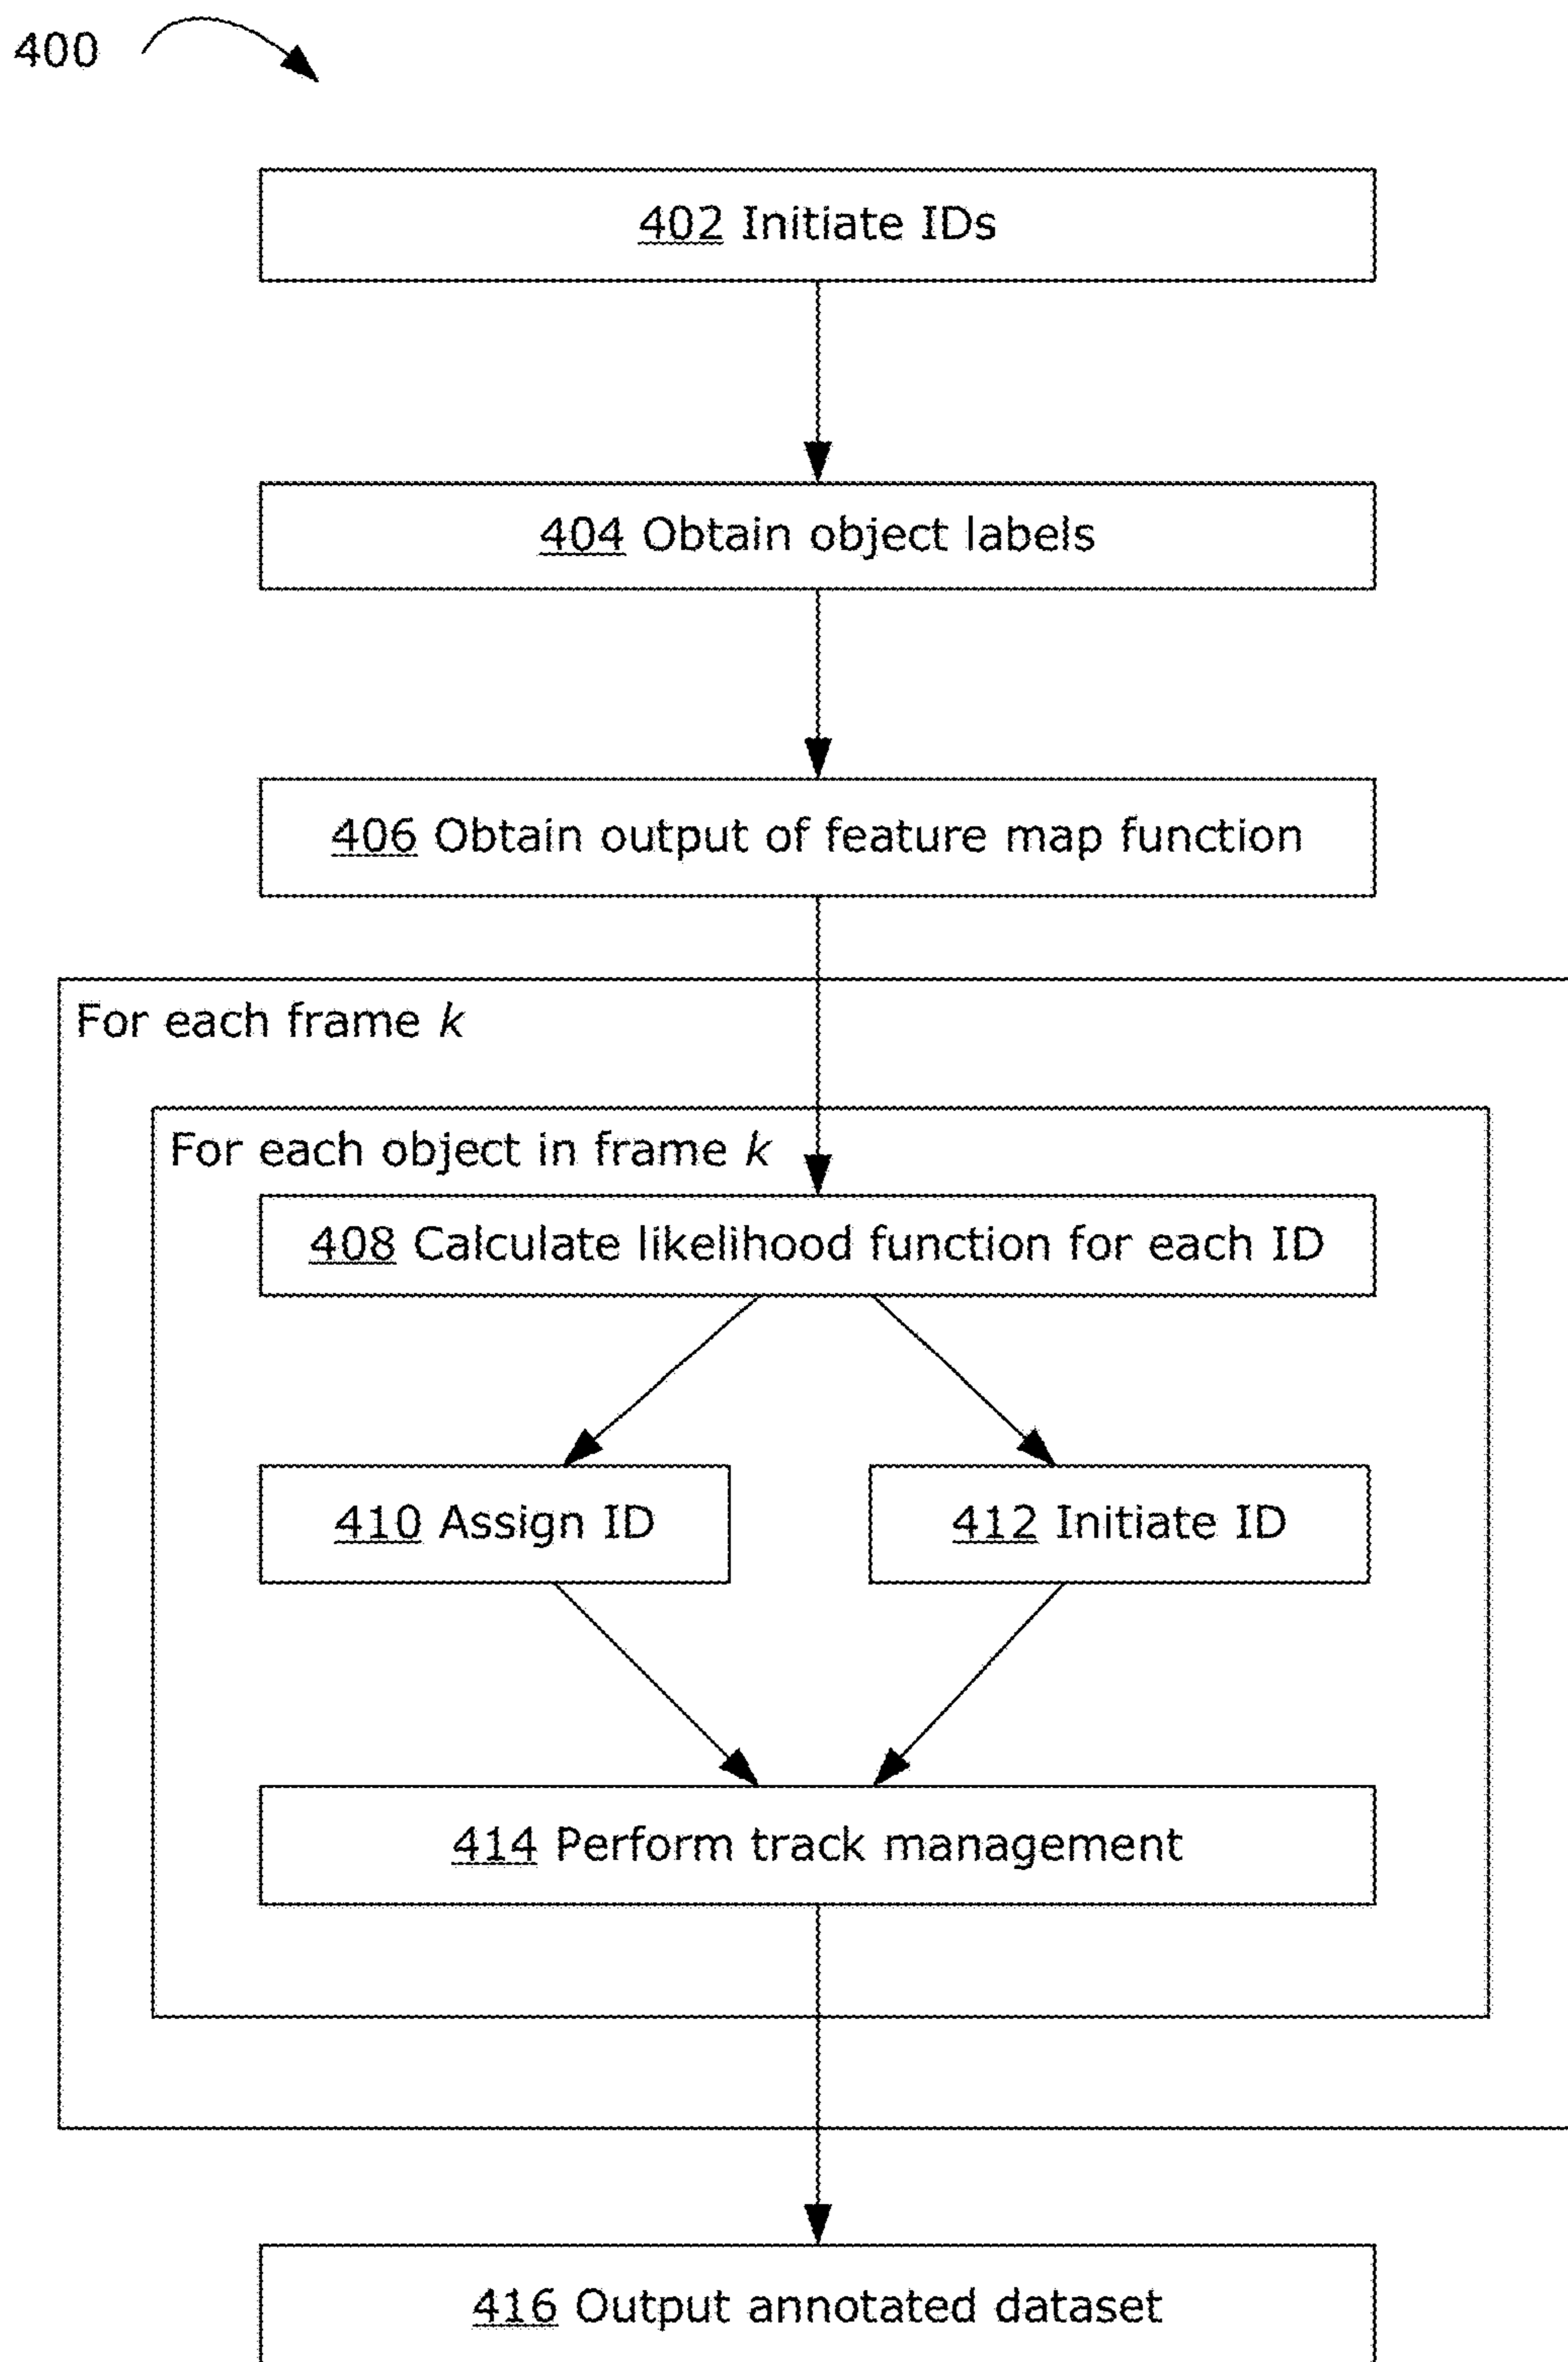 400
402 Initiate IDs
404 Obtain object labels
406 Obtain output of feature map function
For each frame k
For each object in frame k
408 Calculate likelihood function for each ID
410 Assign ID
412 Initiate ID
414 Perform track management
416 Output annotated dataset